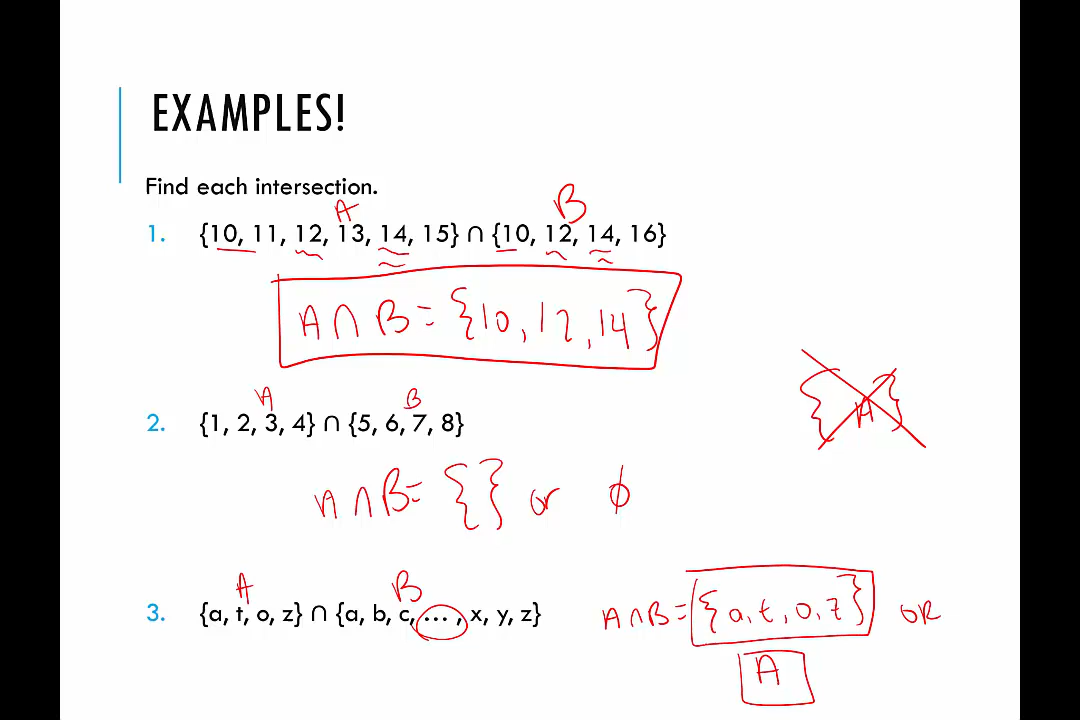 EXAMPLES!
Find each intersection.
A B
1. {10, 11, 12, 13, 14, 15} ∩ {10, 12, 14, 16}
A ∩ B = {10, 12, 14}
{A}
A B
2. {1, 2, 3, 4} ∩ {5, 6, 7, 8}
A ∩ B = { } or ϕ
A B
3. {a, t, o, z} ∩ {a, b, c, … , x, y, z} A ∩ B = {a, t, o, z} OR
A